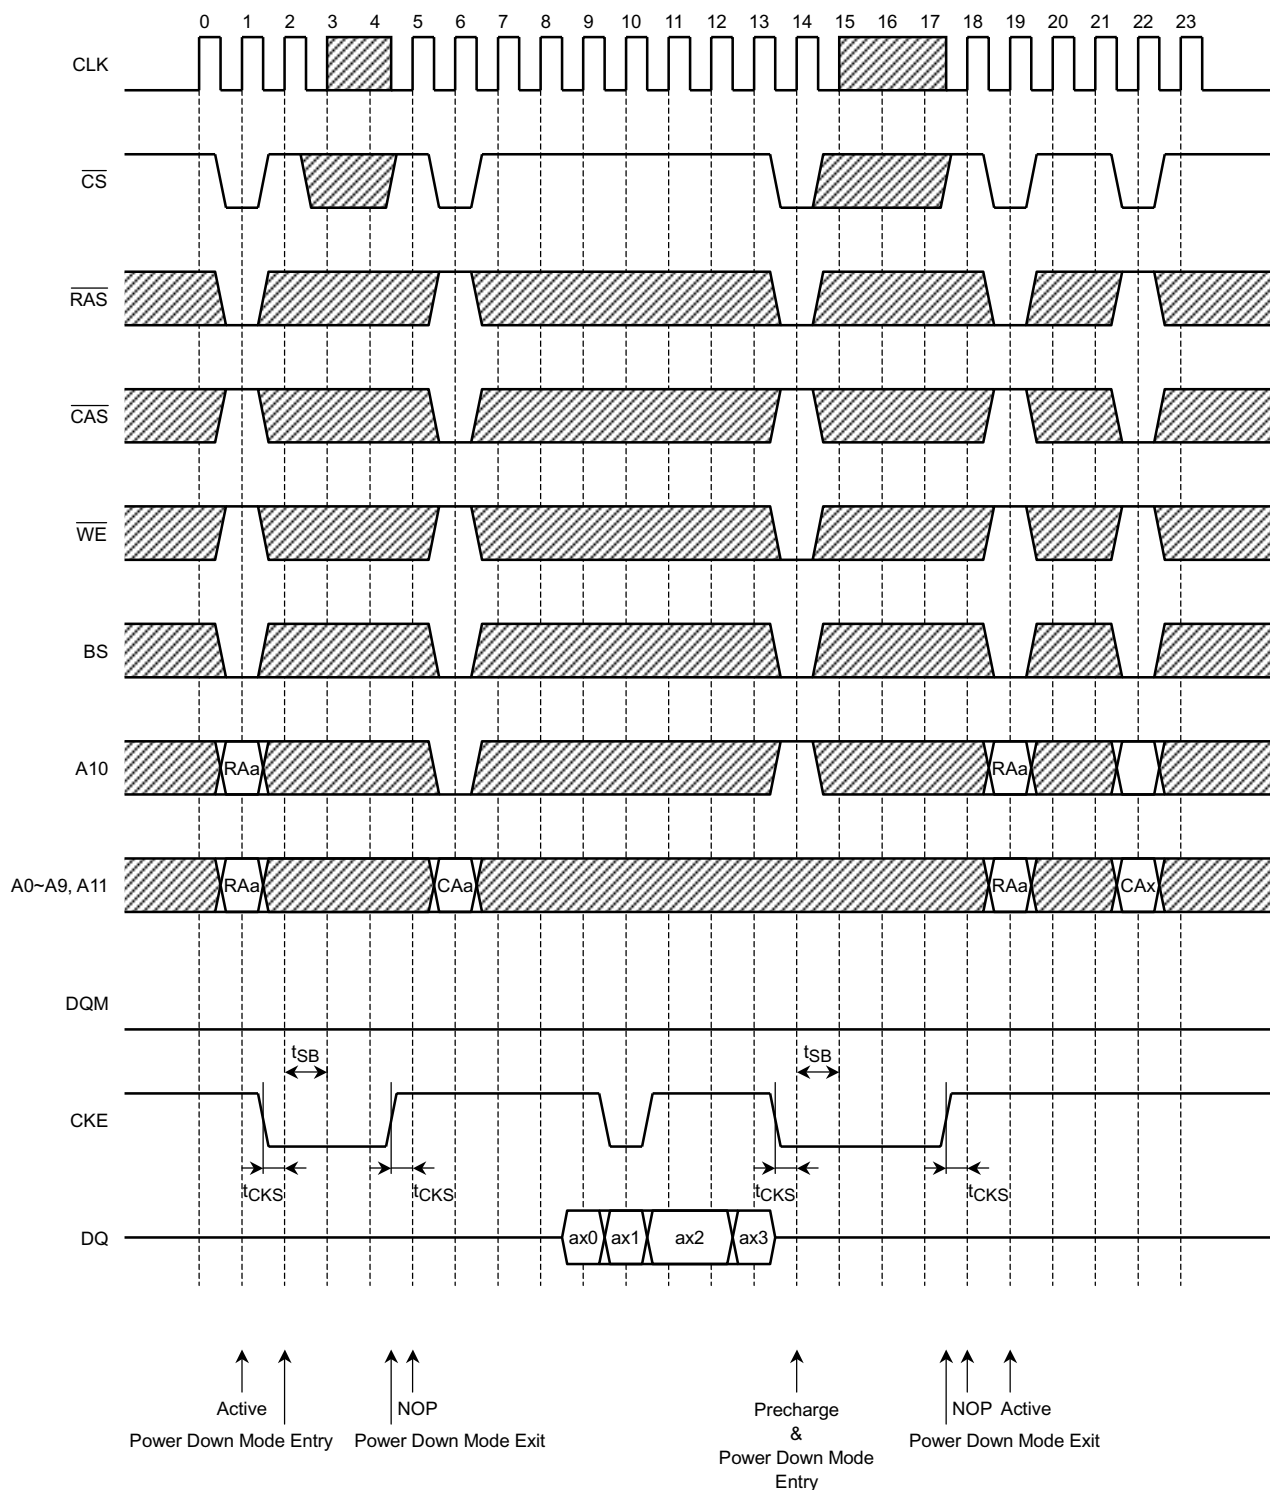 0 1 2 3 4 5 6 7 8 9 10 11 12 13 14 15 16 17 18 19 20 21 22 23
CLK
CS
RAS
CAS
WE
BS
A10 RAa RAa
A0~A9, A11 RAa CAa RAa CAx
DQM
tSB tSB
CKE
tCKS tCKS tCKS tCKS
DQ ax0 ax1 ax2 ax3
Active NOP Precharge NOP Active
Power Down Mode Entry Power Down Mode Exit & Power Down Mode Exit
Power Down Mode
Entry